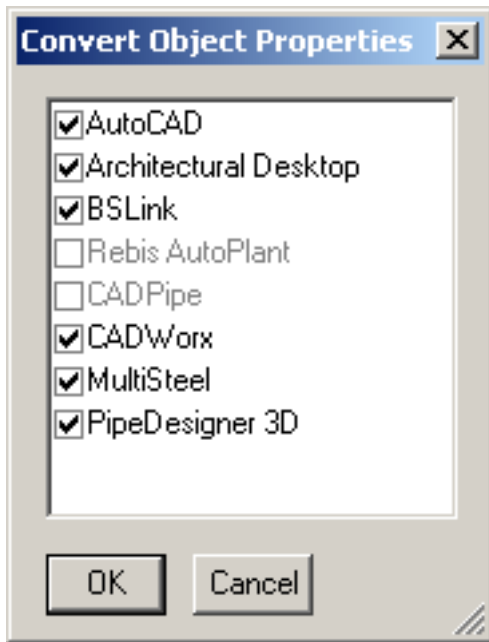 Convert Object Properties
AutoCAD
Architectural Desktop
BSLink
Rebis AutoPlant
CADPipe
CADWorx
MultiSteel
PipeDesigner 3D
OK Cancel